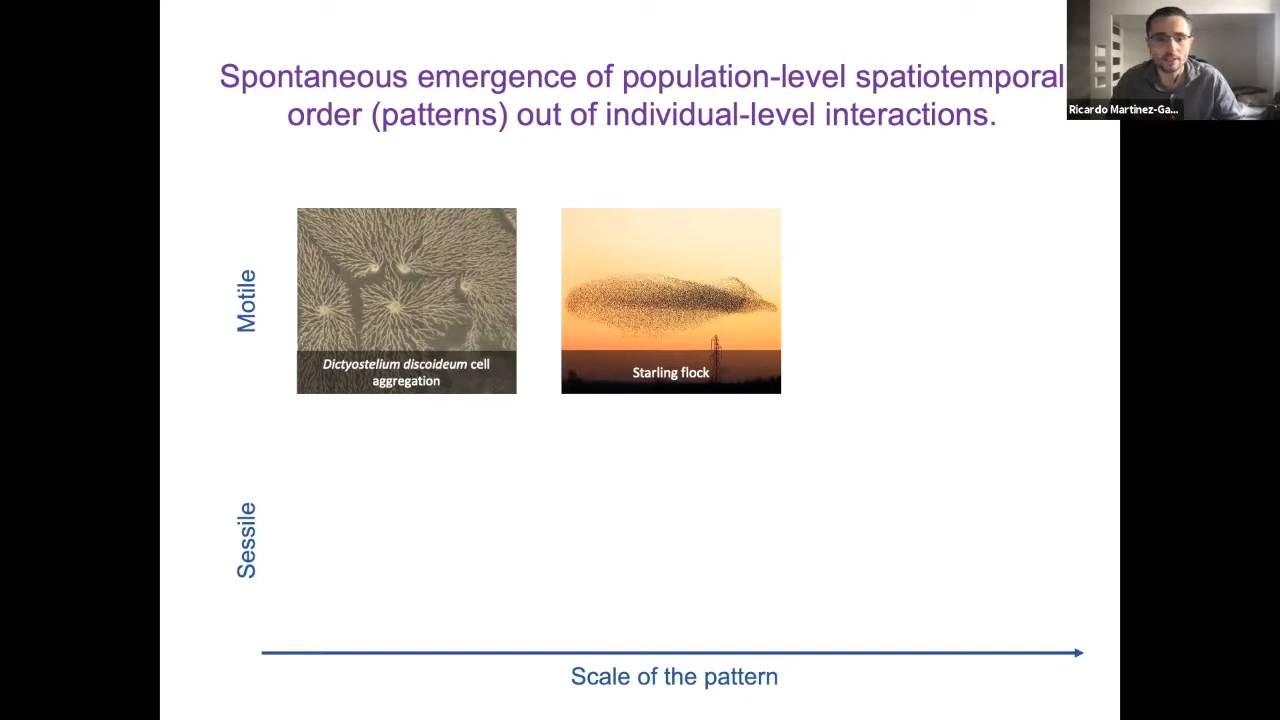 Spontaneous emergence of population-level spatiotemporal
order (patterns) out of individual-level interactions.
Ricardo Martinez-Ga...
Motile
Dictyostelium discoideum cell
aggregation
Starling flock
Sessile
Scale of the pattern